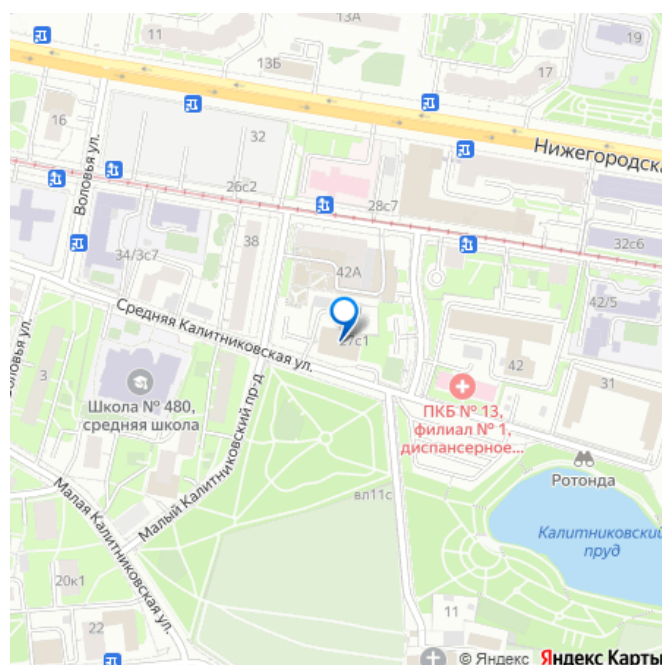 13А
11
19
13Б
17
16
32
Нижегородска
Воловья ул.
26с2
28с7
38
32с6
34/3с7
42А
42/5
Средняя Калитниковская ул.
27с1
Воловья ул.
3
42
31
Школа № 480,
средняя школа
ПКБ № 13,
филиал № 1,
диспансерное...
Малый Калитниковский пр-д
Ротонда
вл11с
Малая Калитниковская ул.
Калитниковский
пруд
20к1
11
22
© Яндекс Яндекс Карты